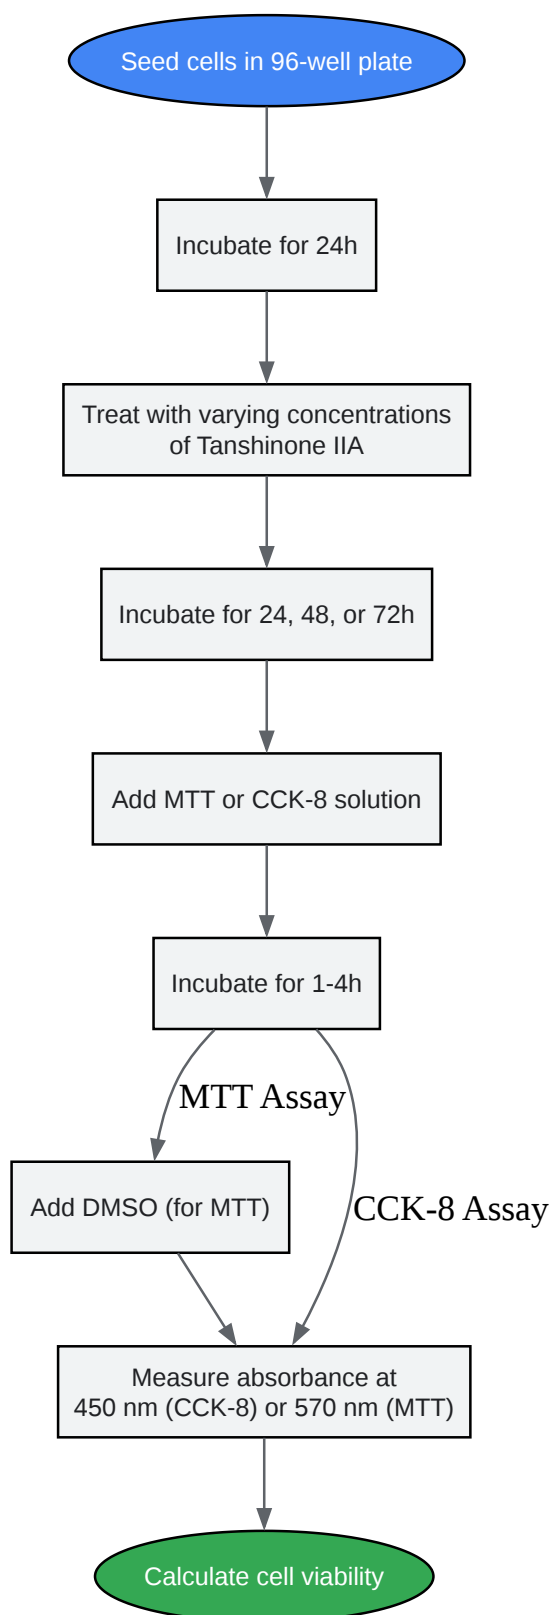 Seed cells in 96-well plate
Incubate for 24h
Treat with varying concentrations
of Tanshinone IIA
Incubate for 24, 48, or 72h
Add MTT or CCK-8 solution
Incubate for 1-4h
MTT Assay
Add DMSO (for MTT)
CCK-8 Assay
Measure absorbance at
450 nm (CCK-8) or 570 nm (MTT)
Calculate cell viability